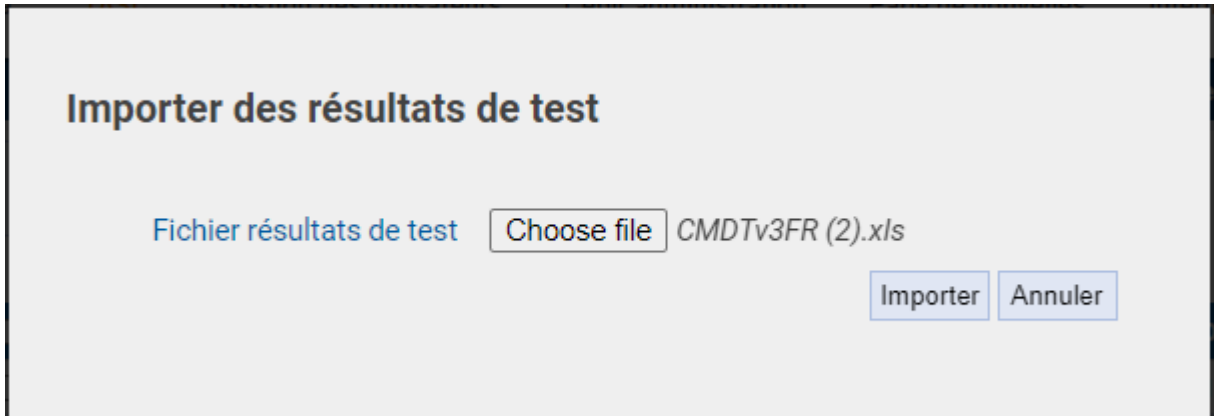 Importer des résultats de test
Fichier résultats de test Choose file CMDTv3FR (2).xls
Importer Annuler